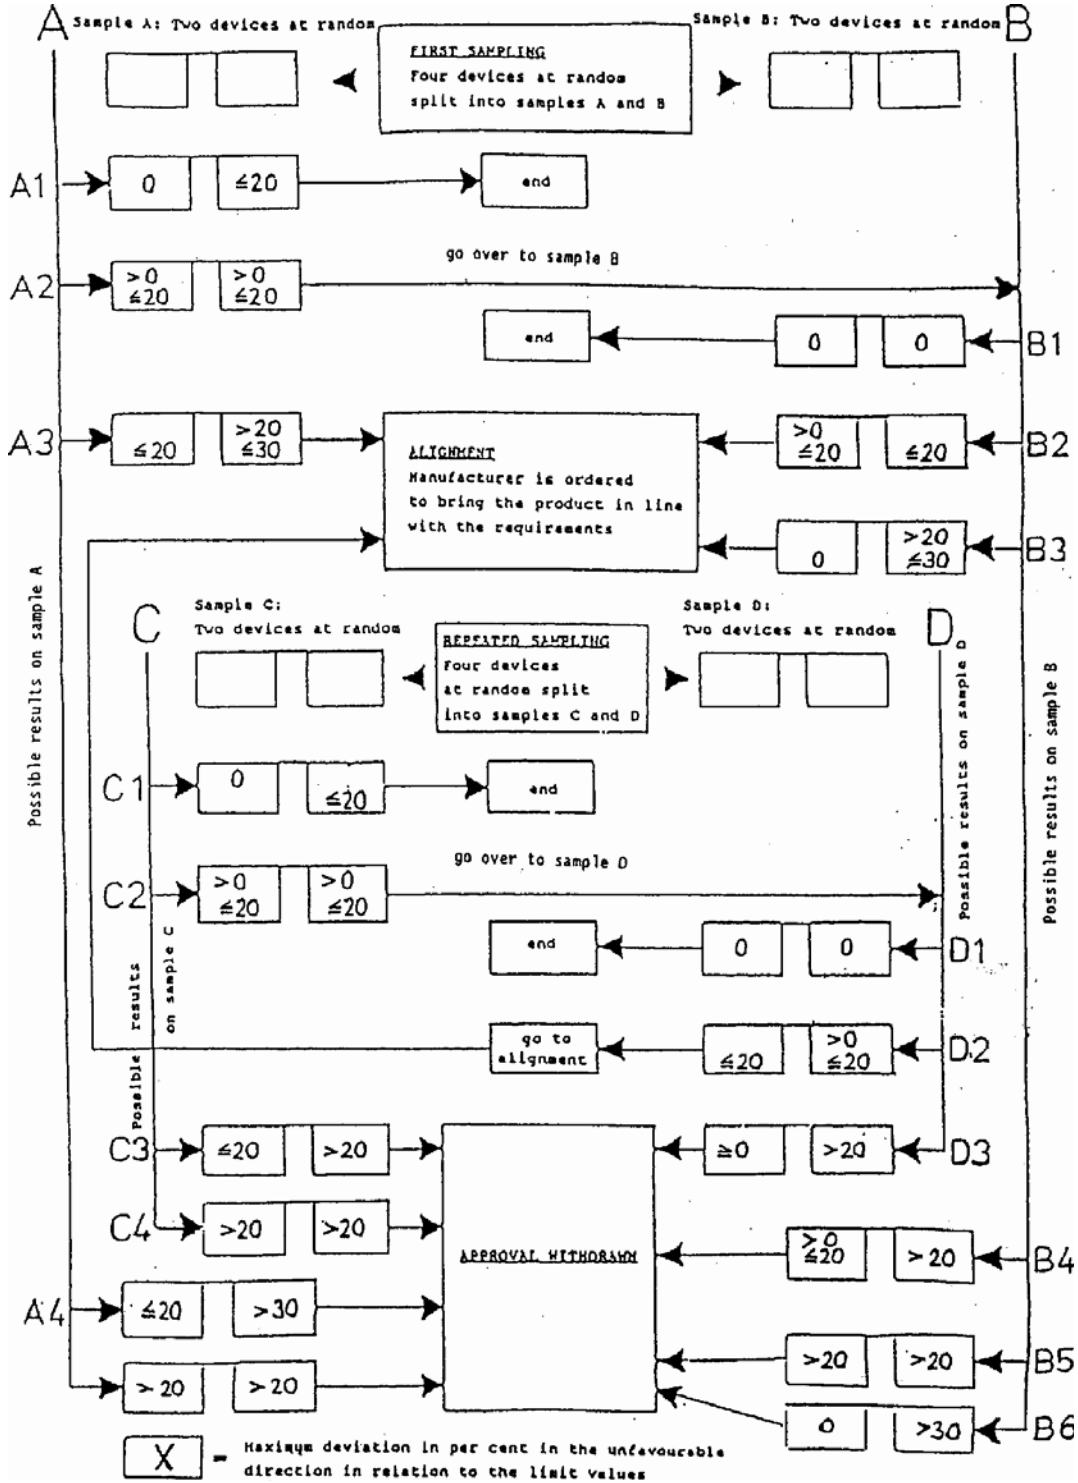 A
Sample A: Two devices at random
Sample B: Two devices at random
B
FIRST SAMPLING
Four devices at random
split into samples A and B
A1
0
≦20
end
go over to sample B
A2
>0
≦20
>0
≦20
end
0
0
B1
A3
≦20
>20
≦30
ALIGNMENT
Manufacturer is ordered
to bring the product in line
with the requirements
>0
≦20
≦20
B2
0
>20
≦30
B3
Possible results on sample A
C
Sample C:
Two devices at random
REPEATED SAMPLING
Four devices
at random split
into samples C and D
Sample D:
Two devices at random
D
Possible results on sample D
Possible results on sample B
C1
0
≦20
end
go over to sample D
C2
>0
≦20
>0
≦20
Possible results
on sample C
end
0
0
D1
go to
alignment
≦20
>0
≦20
D2
C3
≦20
>20
≧0
>20
D3
C4
>20
>20
APPROVAL WITHDRAWN
>0
≦20
>20
B4
A4
≦20
>30
>20
>20
B5
>20
>20
0
>30
B6
X = Maximum deviation in per cent in the unfavourable
direction in relation to the limit values